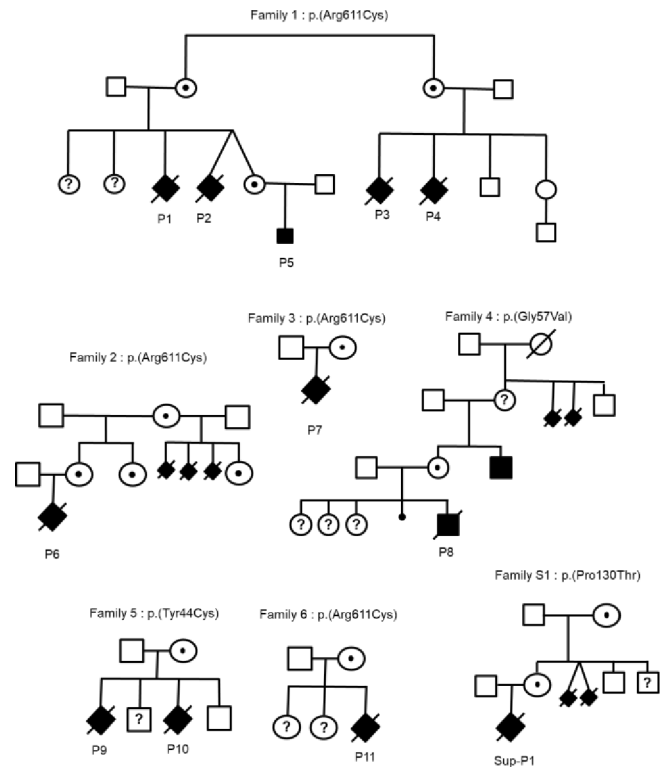 Family 1 : p.(Arg611Cys)
? ?
P1 P2 P3 P4
P5
Family 3 : p.(Arg611Cys) Family 4 : p.(Gly57Val)
Family 2 : p.(Arg611Cys)
?
P7
? ? ?
P6 P8
Family S1 : p.(Pro130Thr)
Family 5 : p.(Tyr44Cys) Family 6 : p.(Arg611Cys)
?
? ? ?
P9 P10 P11
Sup-P1